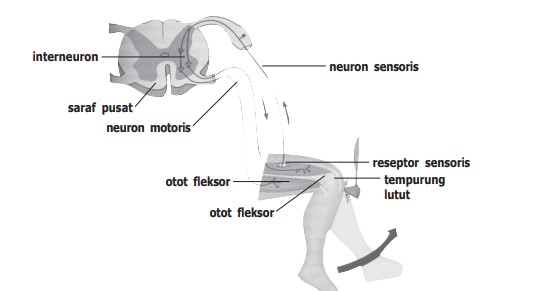 interneuron
neuron sensoris
saraf pusat
neuron motoris
reseptor sensoris
otot fleksor
tempurung
lutut
otot fleksor